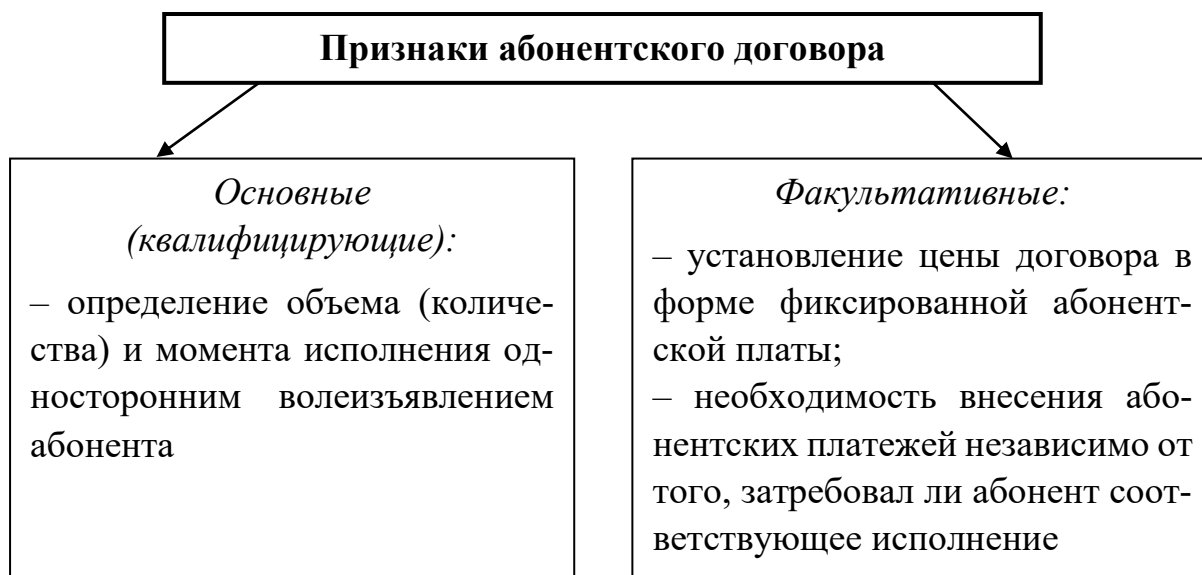 Признаки абонентского договора
Основные
(квалифицирующие):
– определение объема (количе-
ства) и момента исполнения од-
носторонним волеизъявлением
абонента
Факультативные:
– установление цены договора в
форме фиксированной абонент-
ской платы;
– необходимость внесения або-
нентских платежей независимо от
того, затребовал ли абонент соот-
ветствующее исполнение